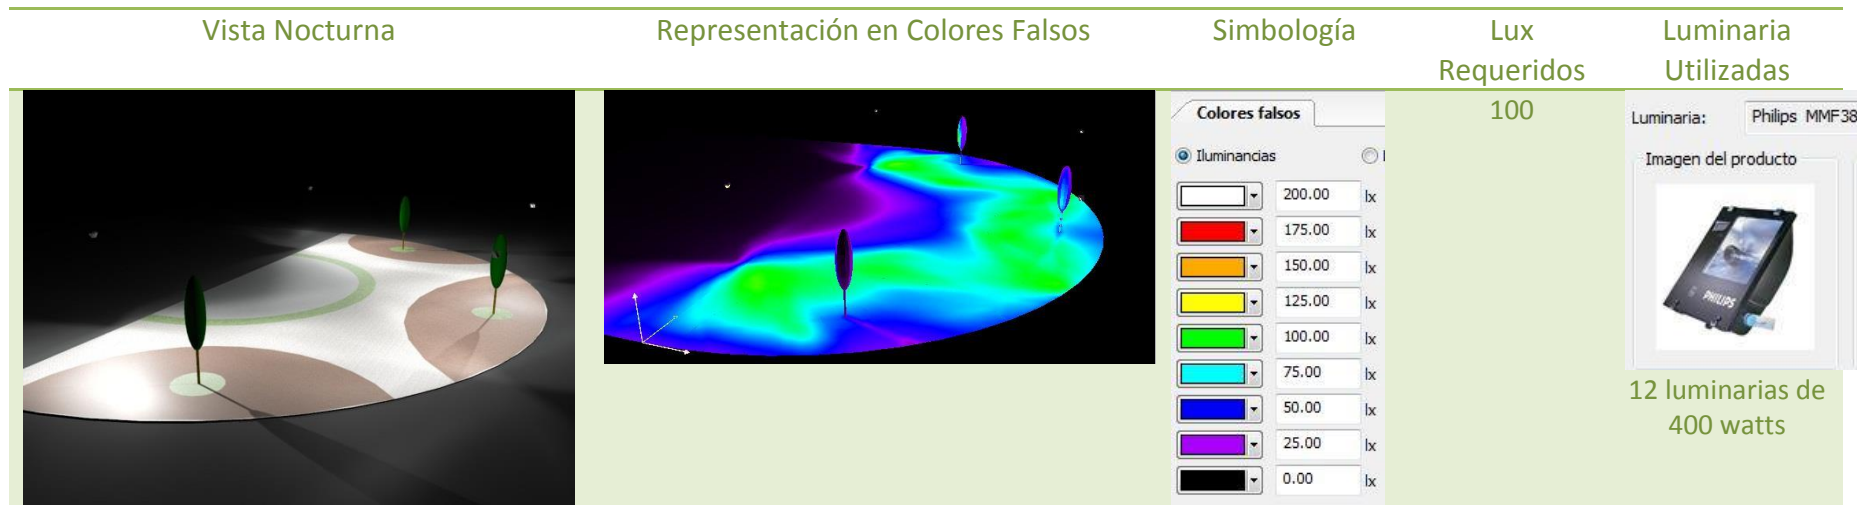 Vista Nocturna
Representación en Colores Falsos
Simbología
Lux
Requeridos
Luminaria
Utilizadas
Colores falsos
Iluminancias
200.00 lx
175.00 lx
150.00 lx
125.00 lx
100.00 lx
75.00 lx
50.00 lx
25.00 lx
0.00 lx
100
Luminaria: Philips MMF38
Imagen del producto
PHILIPS
12 luminarias de
400 watts